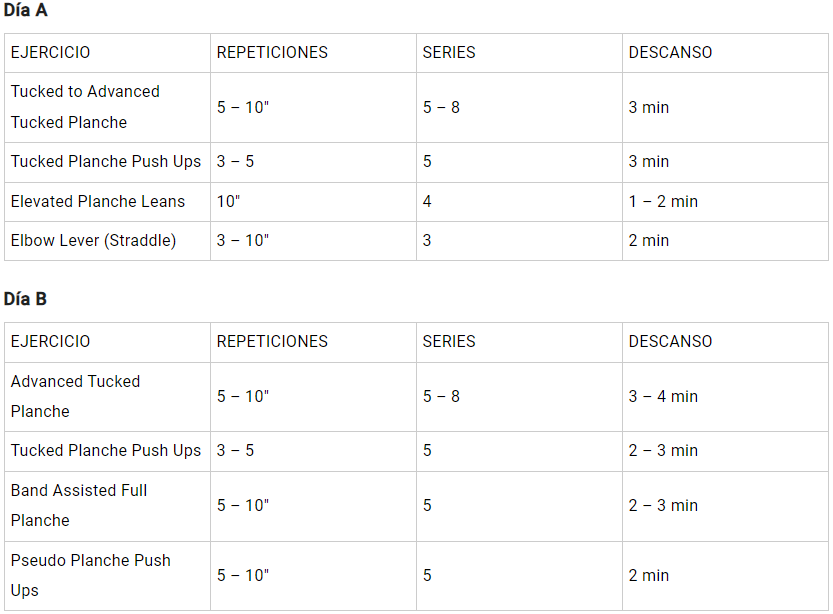 Día A
EJERCICIO REPETICIONES SERIES DESCANSO
Tucked to Advanced
Tucked Planche 5 – 10" 5 – 8 3 min
Tucked Planche Push Ups 3 – 5 5 3 min
Elevated Planche Leans 10" 4 1 – 2 min
Elbow Lever (Straddle) 3 – 10" 3 2 min
Día B
EJERCICIO REPETICIONES SERIES DESCANSO
Advanced Tucked
Planche 5 – 10" 5 – 8 3 – 4 min
Tucked Planche Push Ups 3 – 5 5 2 – 3 min
Band Assisted Full
Planche 5 – 10" 5 2 – 3 min
Pseudo Planche Push
Ups 5 – 10" 5 2 min